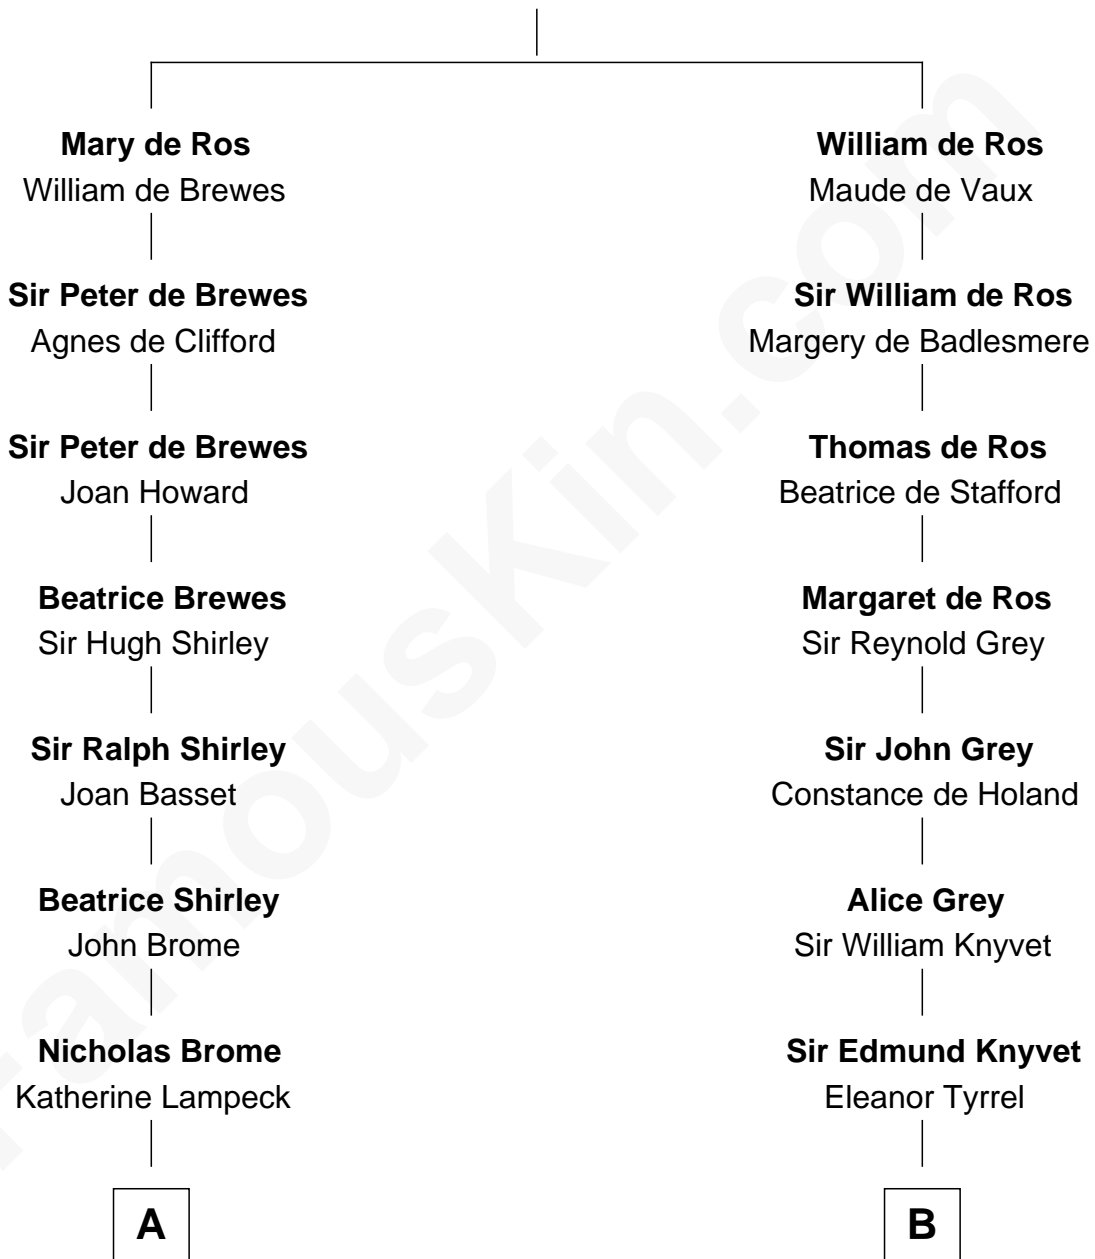 Mary de Ros
William de Brewes
Sir Peter de Brewes
Agnes de Clifford
Sir Peter de Brewes
Joan Howard
Beatrice Brewes
Sir Hugh Shirley
Sir Ralph Shirley
Joan Basset
Beatrice Shirley
John Brome
Nicholas Brome
Katherine Lampeck
A
William de Ros
Maude de Vaux
Sir William de Ros
Margery de Badlesmere
Thomas de Ros
Beatrice de Stafford
Margaret de Ros
Sir Reynold Grey
Sir John Grey
Constance de Holand
Alice Grey
Sir William Knyvet
Sir Edmund Knyvet
Eleanor Tyrrel
B
FamousKin.com